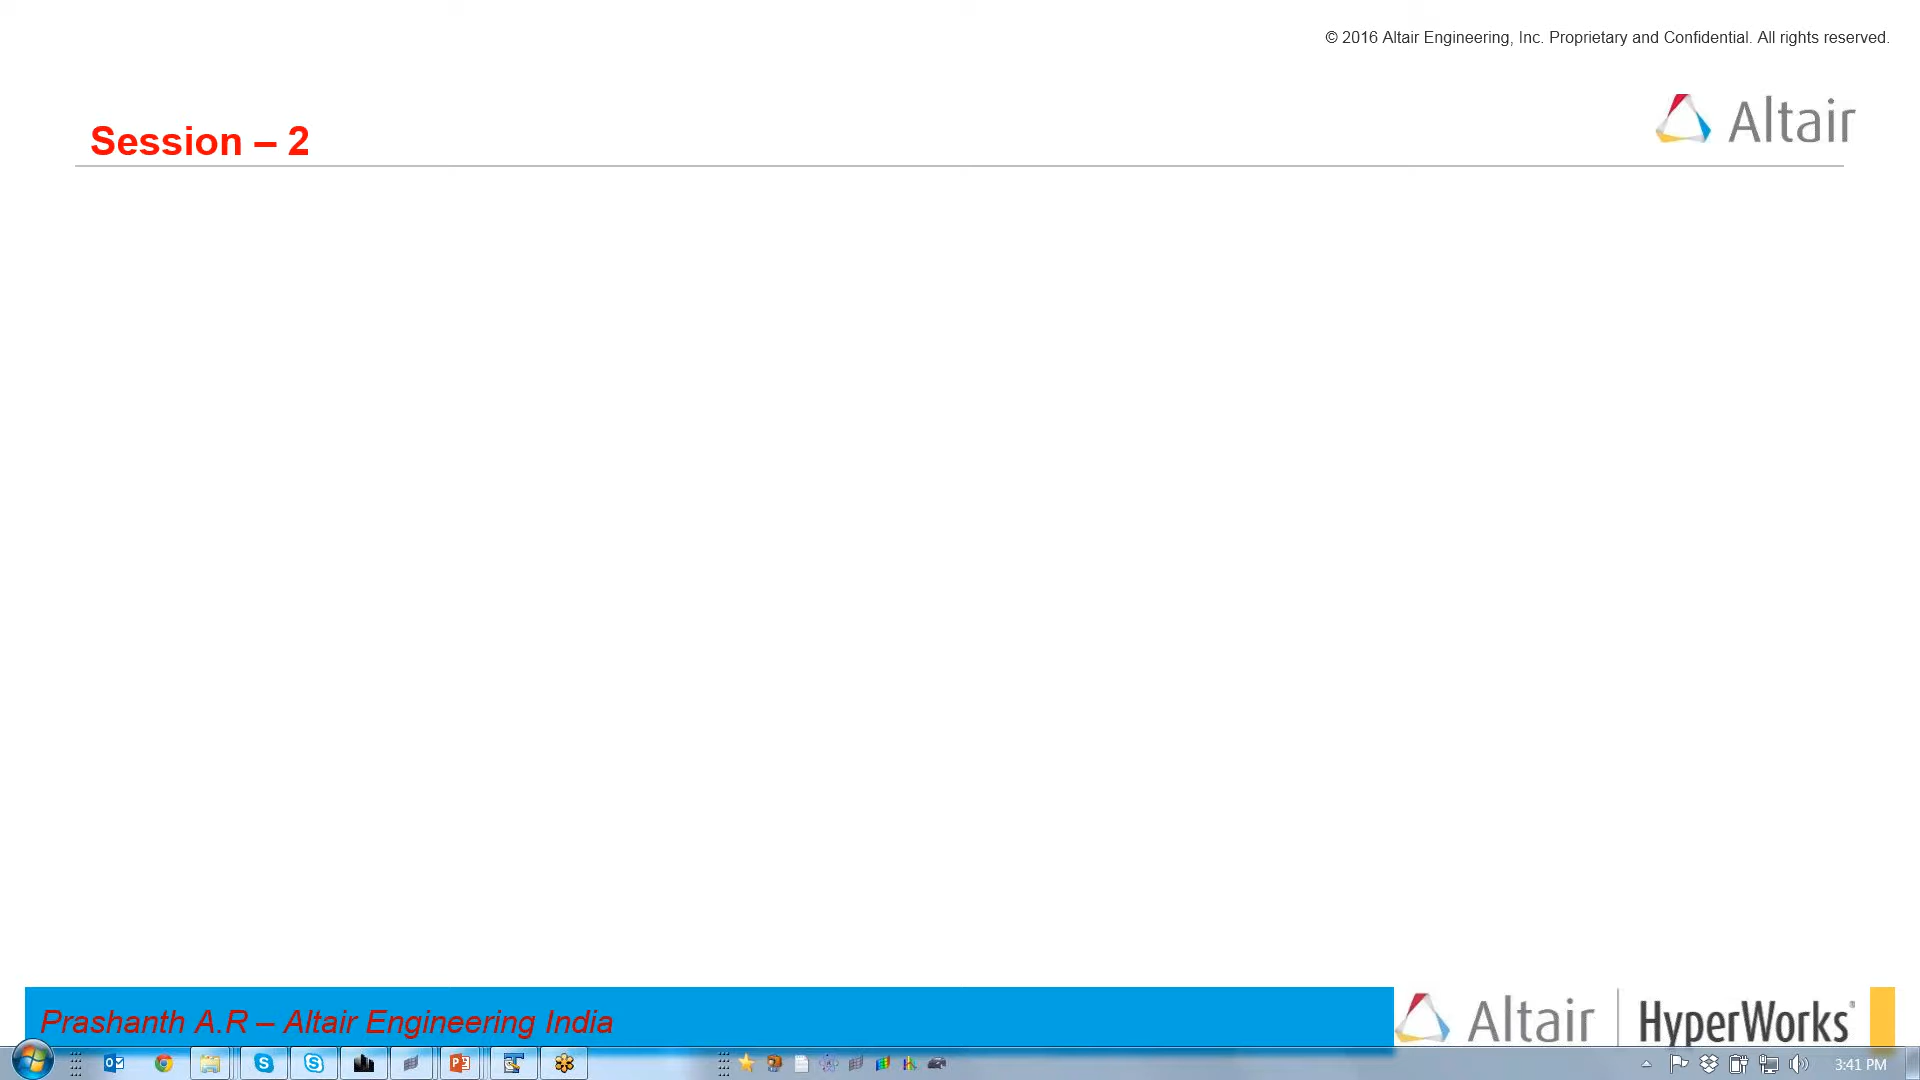 © 2016 Altair Engineering, Inc. Proprietary and Confidential. All rights reserved.
Altair
Session – 2
Prashanth A.R – Altair Engineering India
Altair
HyperWorks®
3:41 PM